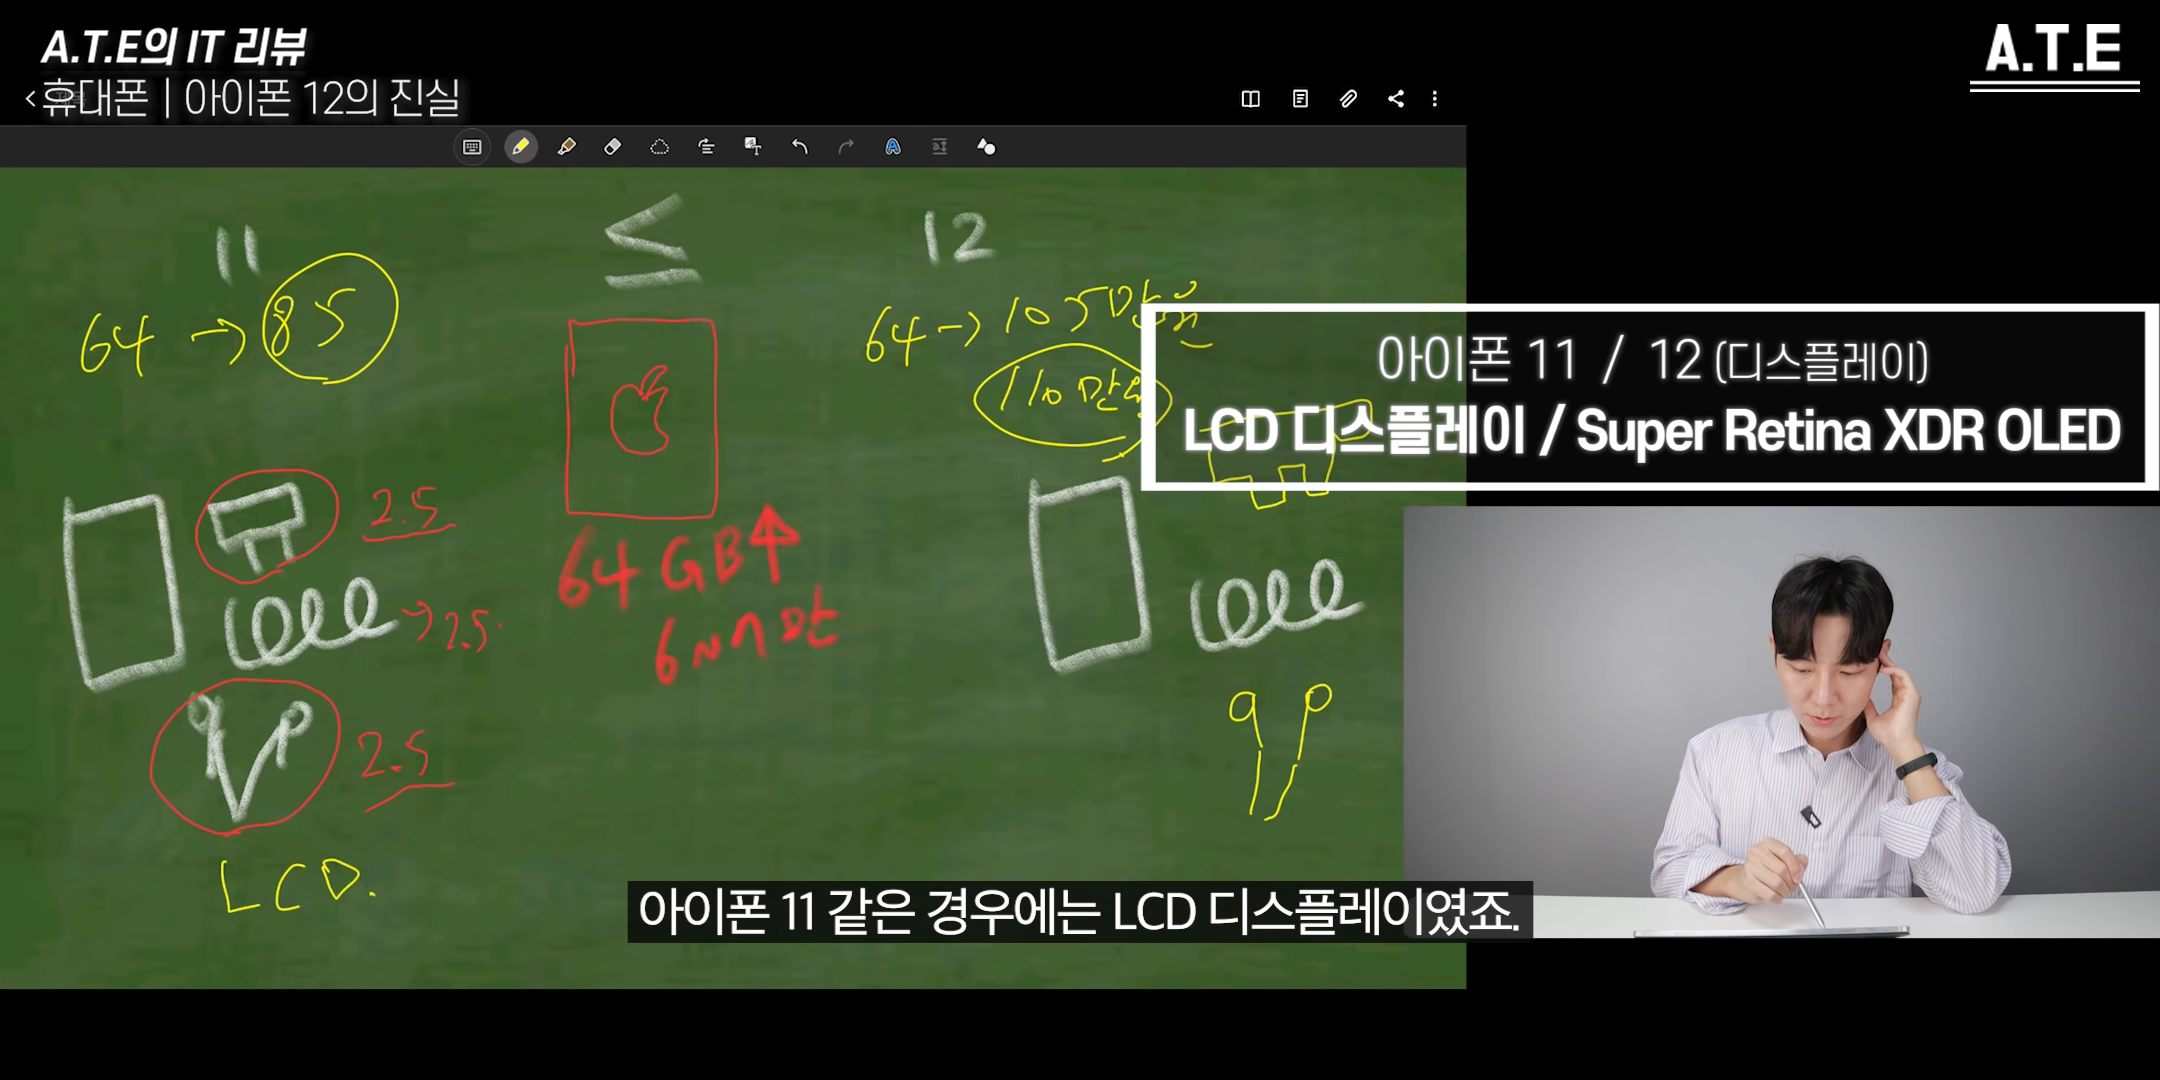 A.T.E의 IT 리뷰
A.T.E
휴대폰 | 아이폰 12의 진실
11
≤
12
64 → 85
64 → 105만원
110만원
아이폰 11 / 12 (디스플레이)
LCD 디스플레이 / Super Retina XDR OLED
2.5
64 GB↑
→ 2.5
6~7만
2.5
LCD.
아이폰 11 같은 경우에는 LCD 디스플레이였죠.